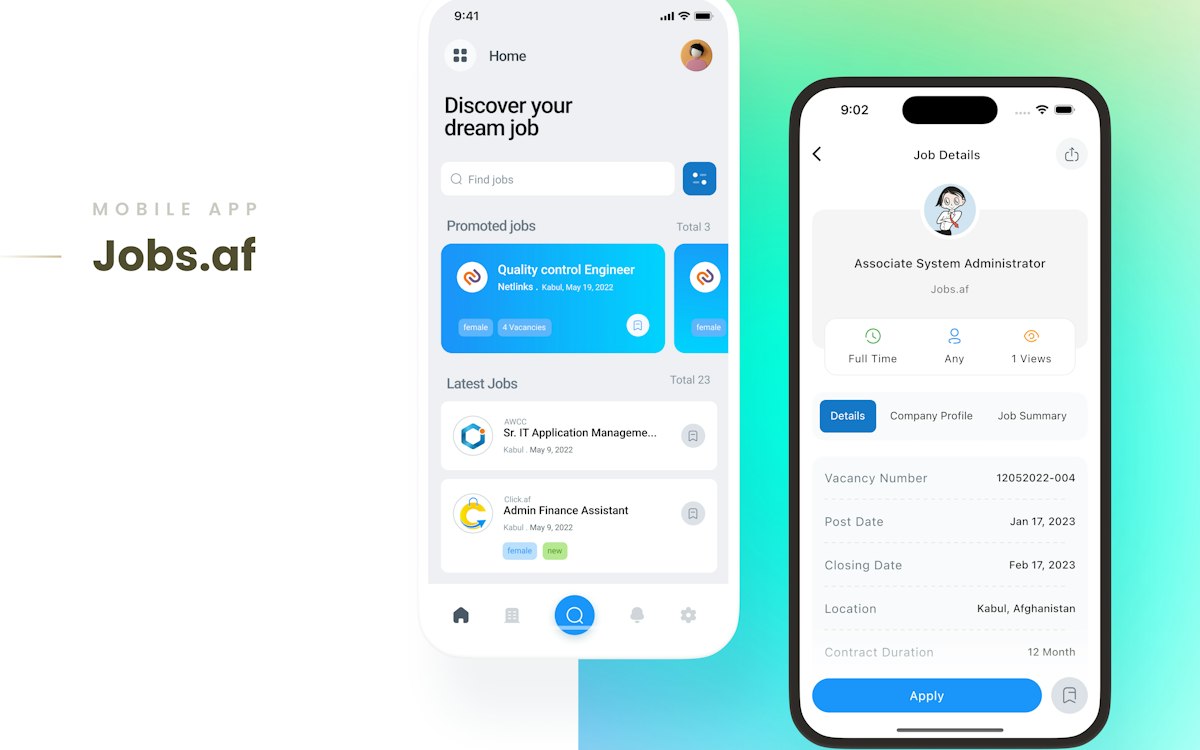 MOBILE APP
Jobs.af
9:41
Home
Discover your
dream job
Find jobs
Promoted jobs
Total 3
Quality control Engineer
Netlinks . Kabul, May 19, 2022
female
4 Vacancies
female
Latest Jobs
Total 23
AWCC
Sr. IT Application Manageme...
Kabul . May 9, 2022
Click.af
Admin Finance Assistant
Kabul . May 9, 2022
female
new
9:02
Job Details
Associate System Administrator
Jobs.af
Full Time
Any
1 Views
Details
Company Profile
Job Summary
Vacancy Number
12052022-004
Post Date
Jan 17, 2023
Closing Date
Feb 17, 2023
Location
Kabul, Afghanistan
Contract Duration
12 Month
Apply